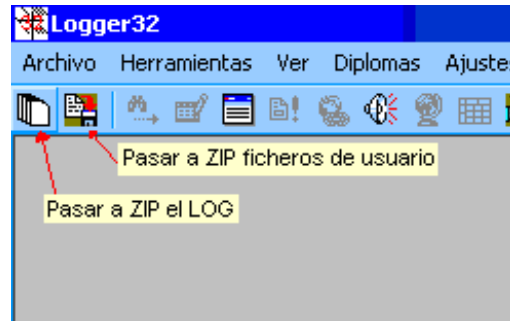 Logger32
Archivo Herramientas Ver Diplomas Ajuste
Pasar a ZIP ficheros de usuario
Pasar a ZIP el LOG